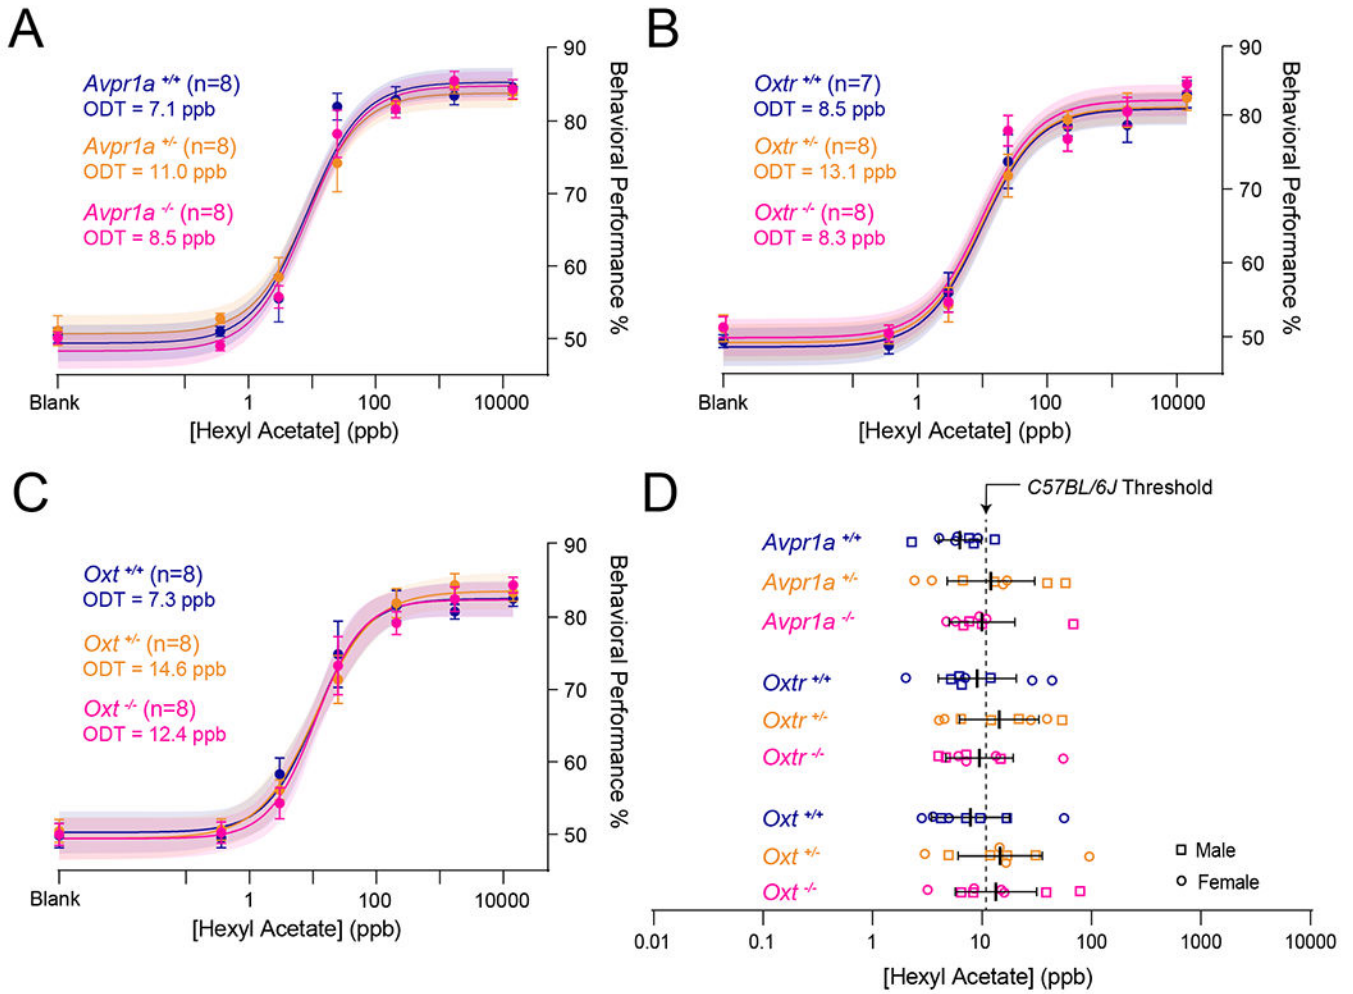 A
Avpr1a +/+ (n=8)
ODT = 7.1 ppb
Avpr1a +/- (n=8)
ODT = 11.0 ppb
Avpr1a -/- (n=8)
ODT = 8.5 ppb
90
80
70
60
50
Behavioral Performance %
Blank
1
100
10000
[Hexyl Acetate] (ppb)
B
Oxtr +/+ (n=7)
ODT = 8.5 ppb
Oxtr +/- (n=8)
ODT = 13.1 ppb
Oxtr -/- (n=8)
ODT = 8.3 ppb
90
80
70
60
50
Behavioral Performance %
Blank
1
100
10000
[Hexyl Acetate] (ppb)
C
Oxt +/+ (n=8)
ODT = 7.3 ppb
Oxt +/- (n=8)
ODT = 14.6 ppb
Oxt -/- (n=8)
ODT = 12.4 ppb
90
80
70
60
50
Behavioral Performance %
Blank
1
100
10000
[Hexyl Acetate] (ppb)
D
C57BL/6J Threshold
Avpr1a +/+
Avpr1a +/-
Avpr1a -/-
Oxtr +/+
Oxtr +/-
Oxtr -/-
Oxt +/+
Oxt +/-
Oxt -/-
Male
Female
0.01
0.1
1
10
100
1000
10000
[Hexyl Acetate] (ppb)